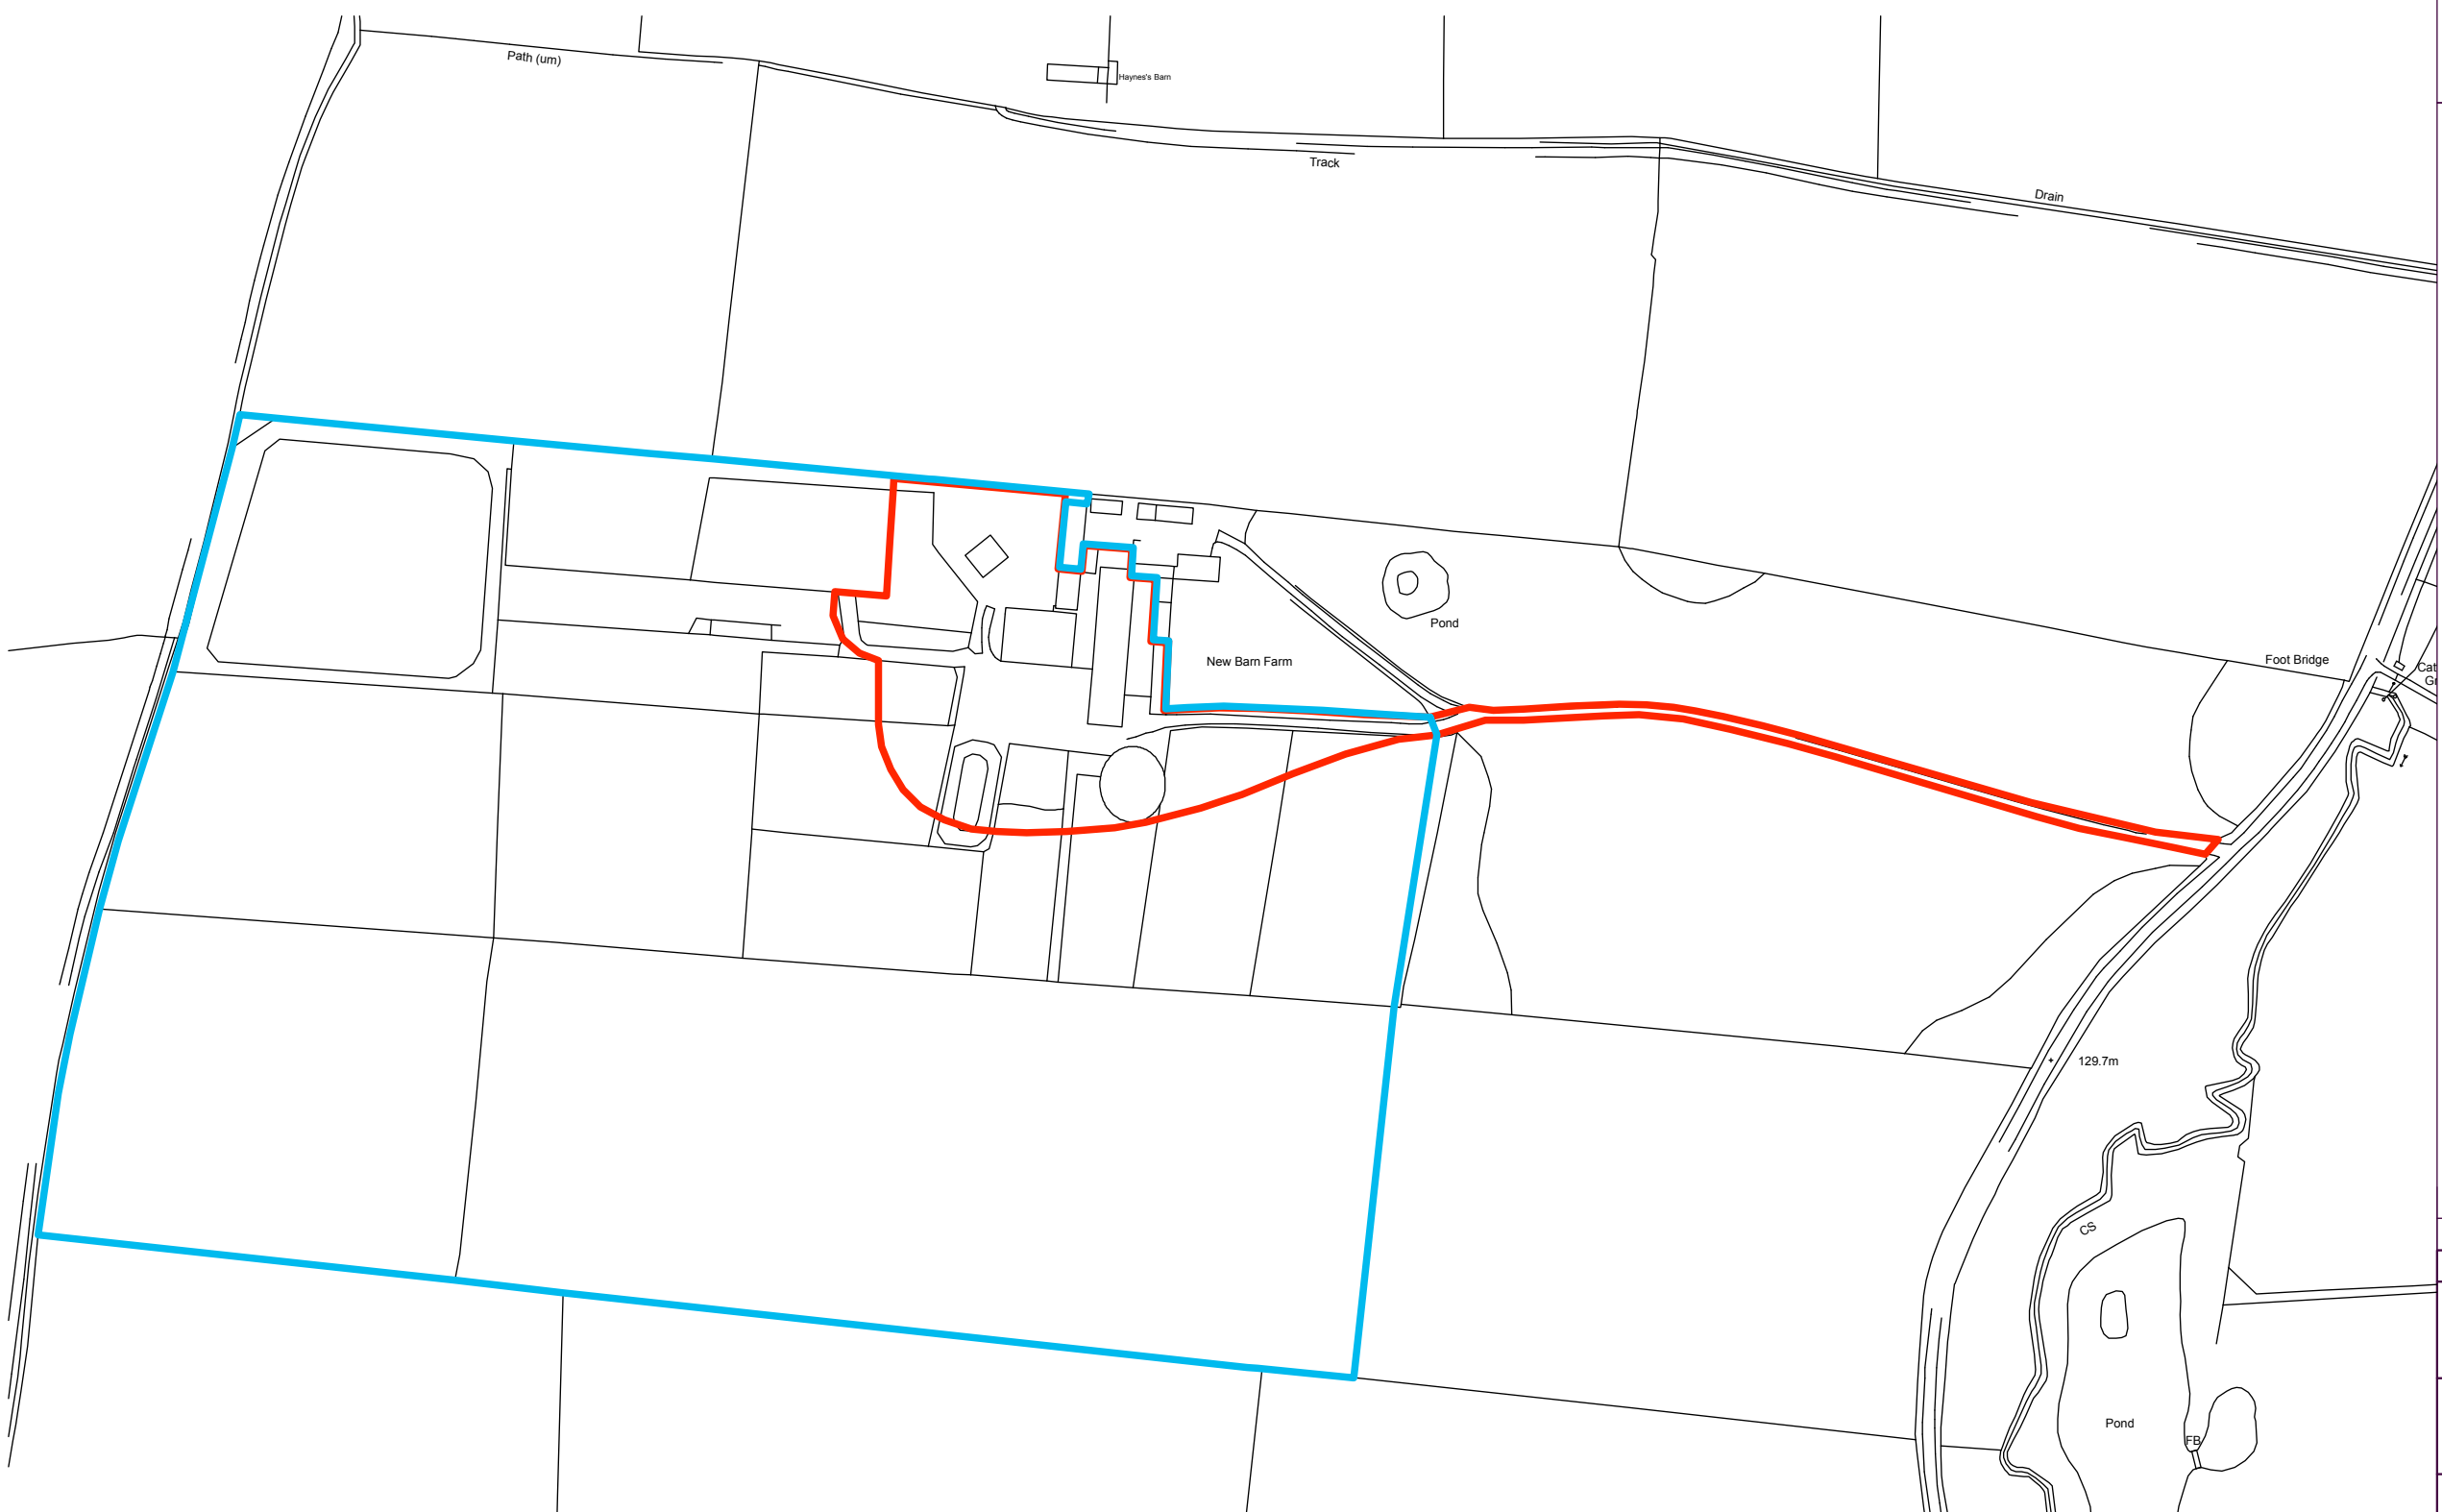 Path (um)
Haynes's Barn
Track
Drain
Pond
New Barn Farm
Foot Bridge
129.7m
CS
Pond
FB